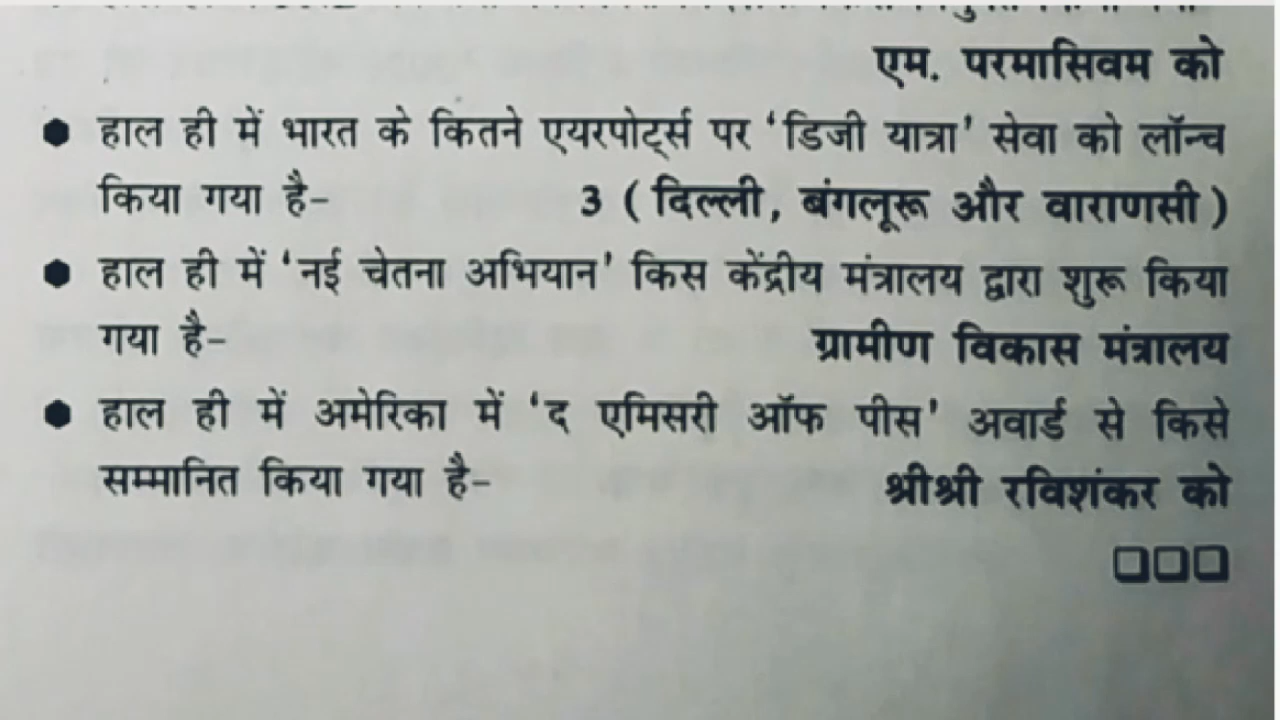 एम. परमासिवम को
● हाल ही में भारत के कितने एयरपोर्ट्स पर ‘डिजी यात्रा’ सेवा को लॉन्च
किया गया है- 3 (दिल्ली, बंगलूरू और वाराणसी)
● हाल ही में ‘नई चेतना अभियान’ किस केंद्रीय मंत्रालय द्वारा शुरू किया
गया है- ग्रामीण विकास मंत्रालय
● हाल ही में अमेरिका में ‘द एमिसरी ऑफ पीस’ अवार्ड से किसे
सम्मानित किया गया है- श्रीश्री रविशंकर को
❑❑❑